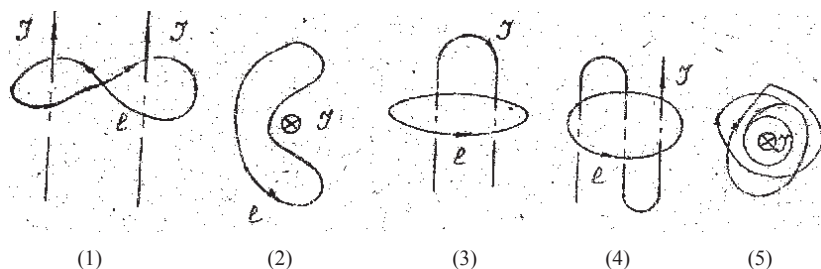 𝒥 𝒥 ℓ
𝒥 ℓ
𝒥 ℓ
𝒥 ℓ
𝒥
(1) (2) (3) (4) (5)